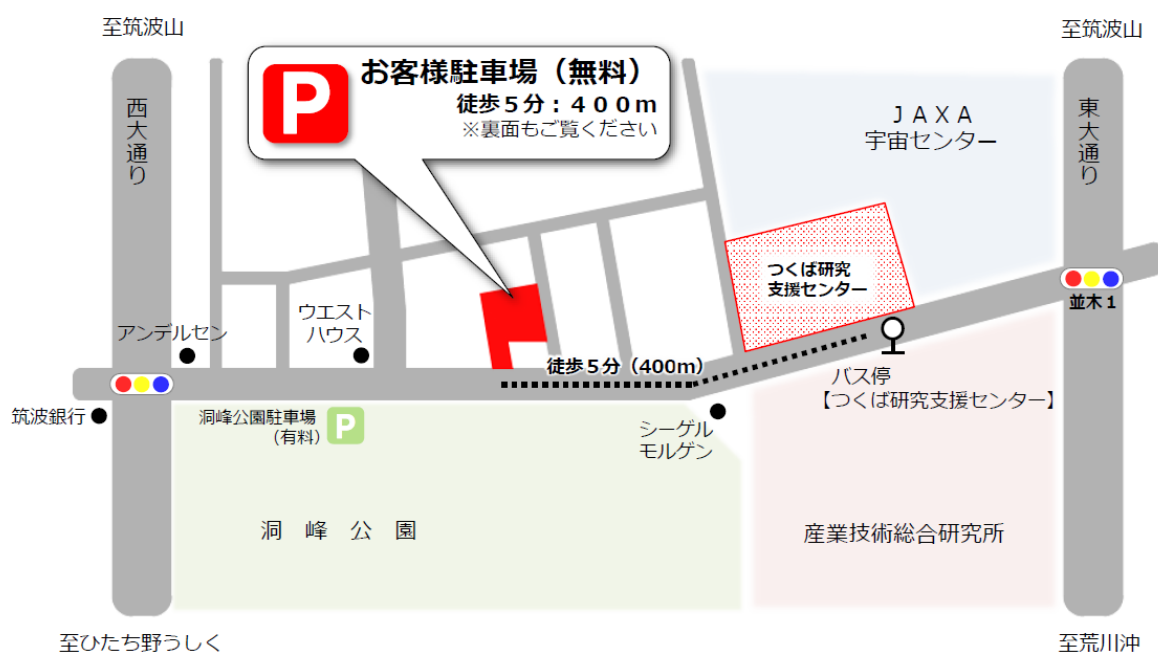 至筑波山
至筑波山
P
お客様駐車場（無料）
徒歩５分：４００ｍ
※裏面もご覧ください
西大通り
ＪＡＸＡ
宇宙センター
東大通り
つくば研究
支援センター
並木１
ウエスト
ハウス
アンデルセン
徒歩５分（400m）
バス停
【つくば研究支援センター】
筑波銀行
洞峰公園駐車場
（有料）
P
シーゲル
モルゲン
洞 峰 公 園
産業技術総合研究所
至ひたち野うしく
至荒川沖